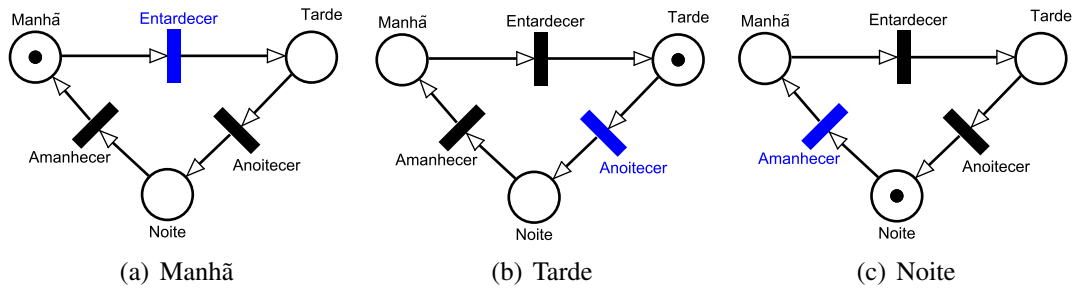 Manhã
Entardecer
Tarde
Amanhecer
Anoitecer
Noite
(a) Manhã
Manhã
Entardecer
Tarde
Amanhecer
Anoitecer
Noite
(b) Tarde
Manhã
Entardecer
Tarde
Amanhecer
Anoitecer
Noite
(c) Noite